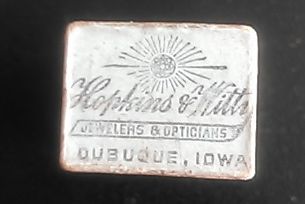 Hopkins & Witty
JEWELERS & OPTICIANS
DUBUQUE, IOWA